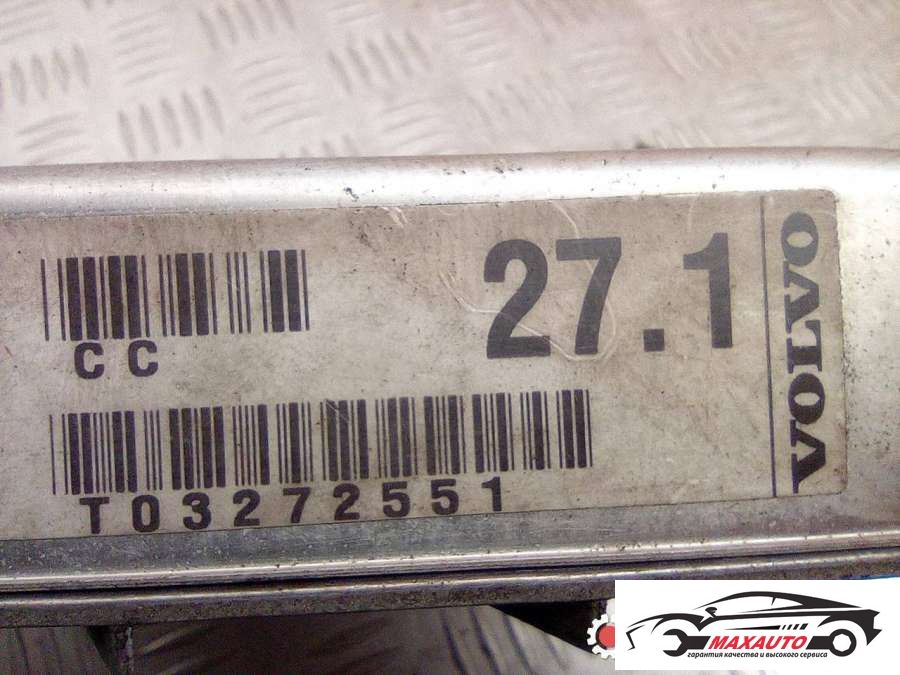 27.1
CC
T03272551
VOLVO
MAXAUTO
гарантия качества и высокого сервиса